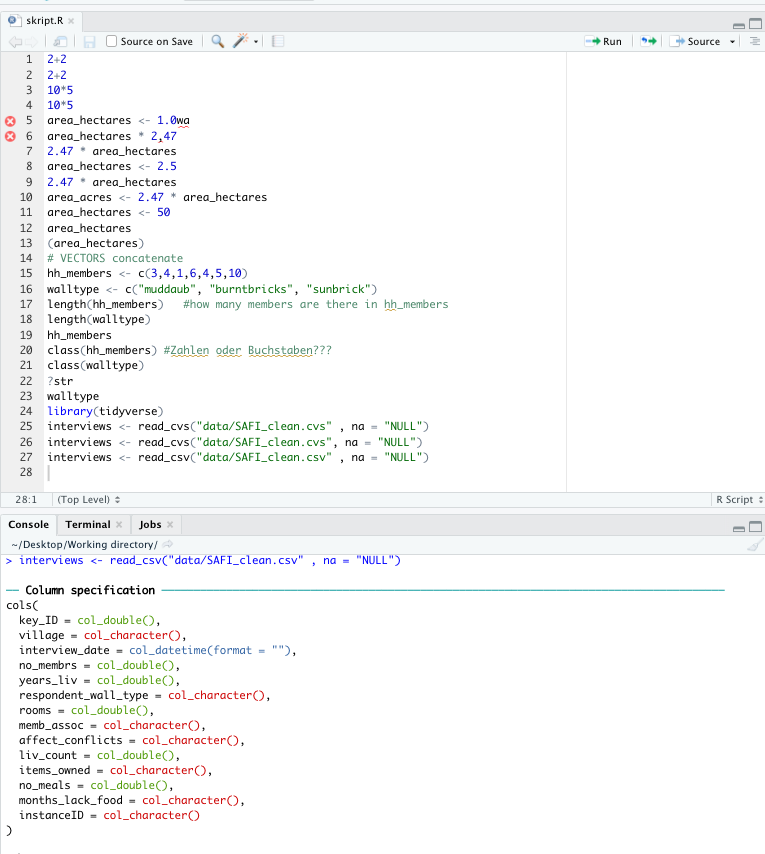 skript.R
Source on Save
Run
Source
1 2+2
2 2+2
3 10*5
4 10*5
5 area_hectares <- 1.0wa
6 area_hectares * 2,47
7 2.47 * area_hectares
8 area_hectares <- 2.5
9 2.47 * area_hectares
10 area_acres <- 2.47 * area_hectares
11 area_hectares <- 50
12 area_hectares
13 (area_hectares)
14 # VECTORS concatenate
15 hh_members <- c(3,4,1,6,4,5,10)
16 walltype <- c("muddaub", "burntbricks", "sunbrick")
17 length(hh_members)   #how many members are there in hh_members
18 length(walltype)
19 hh_members
20 class(hh_members) #Zahlen oder Buchstaben???
21 class(walltype)
22 ?str
23 walltype
24 library(tidyverse)
25 interviews <- read_cvs("data/SAFI_clean.cvs" , na = "NULL")
26 interviews <- read_csv("data/SAFI_clean.cvs", na = "NULL")
27 interviews <- read_csv("data/SAFI_clean.csv" , na = "NULL")
28
28:1 (Top Level) R Script
Console Terminal Jobs
~/Desktop/Working directory/
> interviews <- read_csv("data/SAFI_clean.csv" , na = "NULL")
── Column specification ──────────
cols(
  key_ID = col_double(),
  village = col_character(),
  interview_date = col_datetime(format = ""),
  no_membrs = col_double(),
  years_liv = col_double(),
  respondent_wall_type = col_character(),
  rooms = col_double(),
  memb_assoc = col_character(),
  affect_conflicts = col_character(),
  liv_count = col_double(),
  items_owned = col_character(),
  no_meals = col_double(),
  months_lack_food = col_character(),
  instanceID = col_character()
)